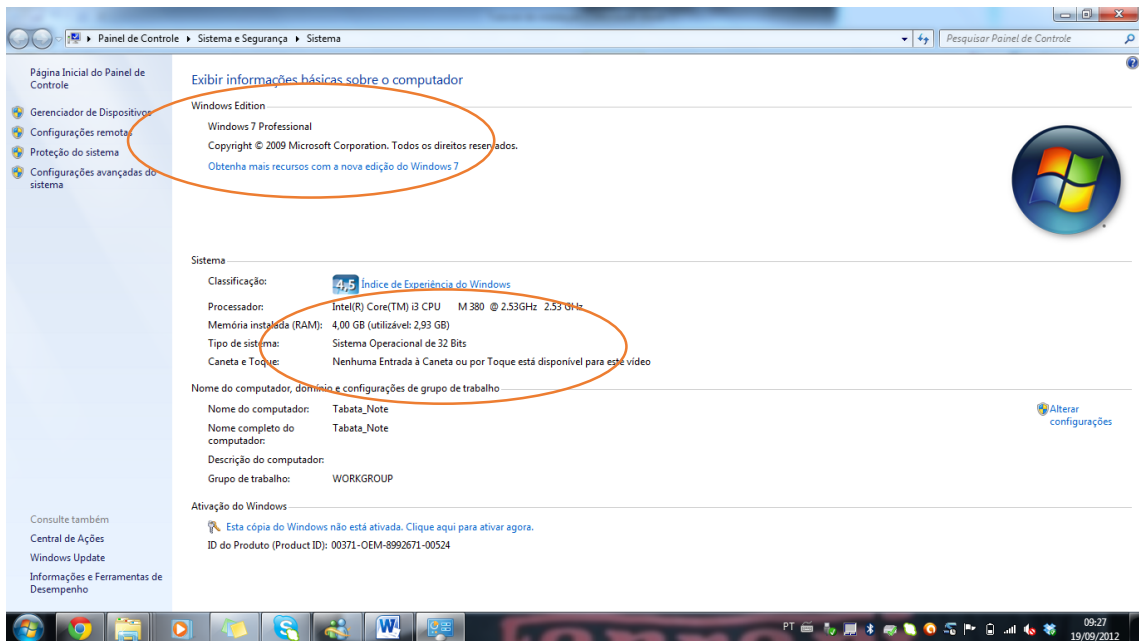 Painel de Controle ▸ Sistema e Segurança ▸ Sistema
Pesquisar Painel de Controle
Página Inicial do Painel de
Controle
Gerenciador de Dispositivos
Configurações remotas
Proteção do sistema
Configurações avançadas do
sistema
Exibir informações básicas sobre o computador
Windows Edition
Windows 7 Professional
Copyright © 2009 Microsoft Corporation. Todos os direitos reservados.
Obtenha mais recursos com a nova edição do Windows 7
Sistema
Classificação: 4,5 Índice de Experiência do Windows
Processador: Intel(R) Core(TM) i3 CPU M 380 @ 2.53GHz 2.53 GHz
Memória instalada (RAM): 4,00 GB (utilizável: 2,93 GB)
Tipo de sistema: Sistema Operacional de 32 Bits
Caneta e Toque: Nenhuma Entrada à Caneta ou por Toque está disponível para este vídeo
Nome do computador, domínio e configurações de grupo de trabalho
Nome do computador: Tabata_Note
Alterar
configurações
Nome completo do
computador: Tabata_Note
Descrição do computador:
Grupo de trabalho: WORKGROUP
Ativação do Windows
Esta cópia do Windows não está ativada. Clique aqui para ativar agora.
ID do Produto (Product ID): 00371-OEM-8992671-00524
Consulte também
Central de Ações
Windows Update
Informações e Ferramentas de
Desempenho
PT
09:27
19/09/2012